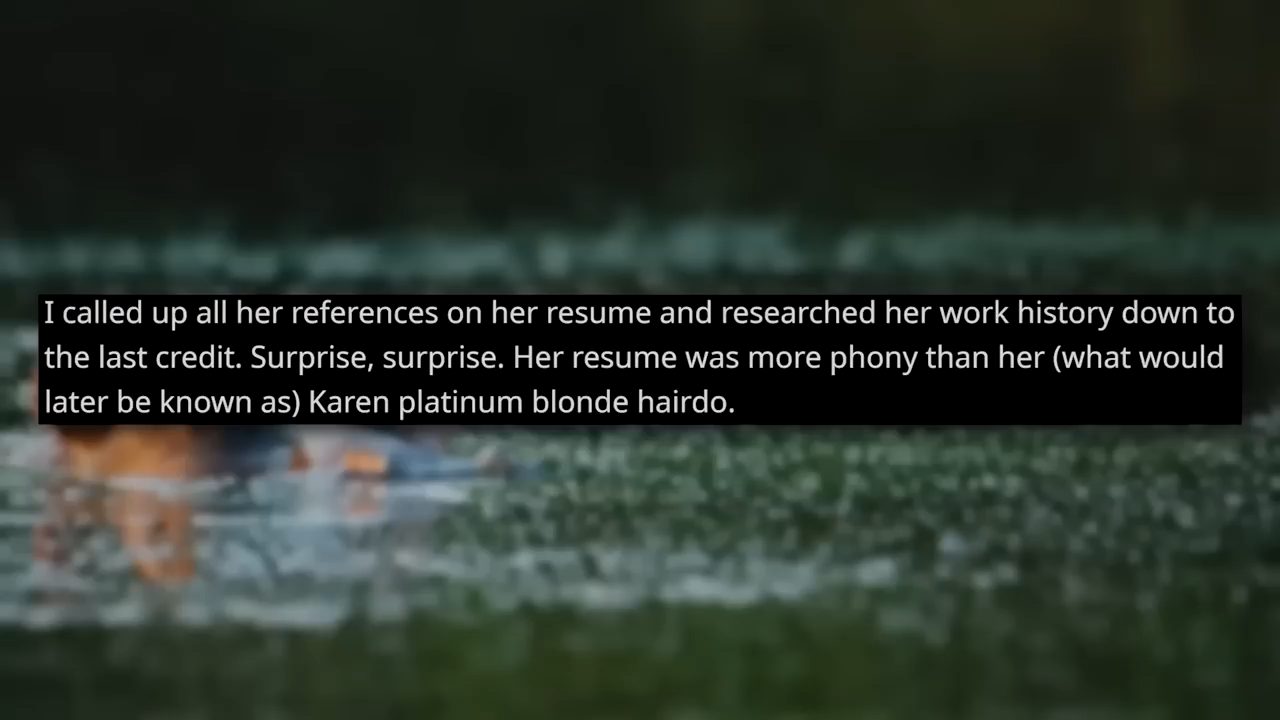 I called up all her references on her resume and researched her work history down to
the last credit. Surprise, surprise. Her resume was more phony than her (what would
later be known as) Karen platinum blonde hairdo.